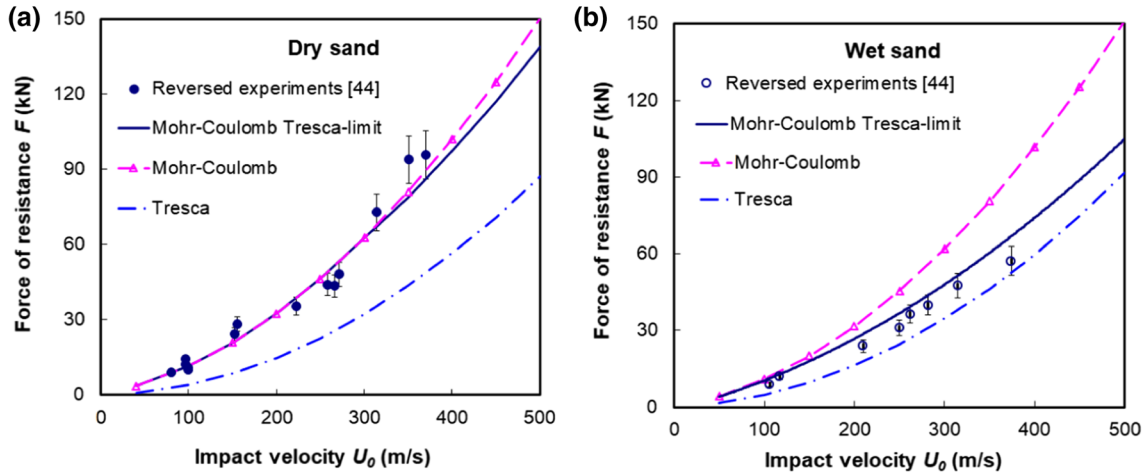 (a)
Dry sand
Reversed experiments [44]
Mohr-Coulomb Tresca-limit
Mohr-Coulomb
Tresca
Force of resistance F (kN)
150
120
90
60
30
0
0 100 200 300 400 500
Impact velocity U0 (m/s)
(b)
Wet sand
Reversed experiments [44]
Mohr-Coulomb Tresca-limit
Mohr-Coulomb
Tresca
Force of resistance F (kN)
150
120
90
60
30
0
0 100 200 300 400 500
Impact velocity U0 (m/s)